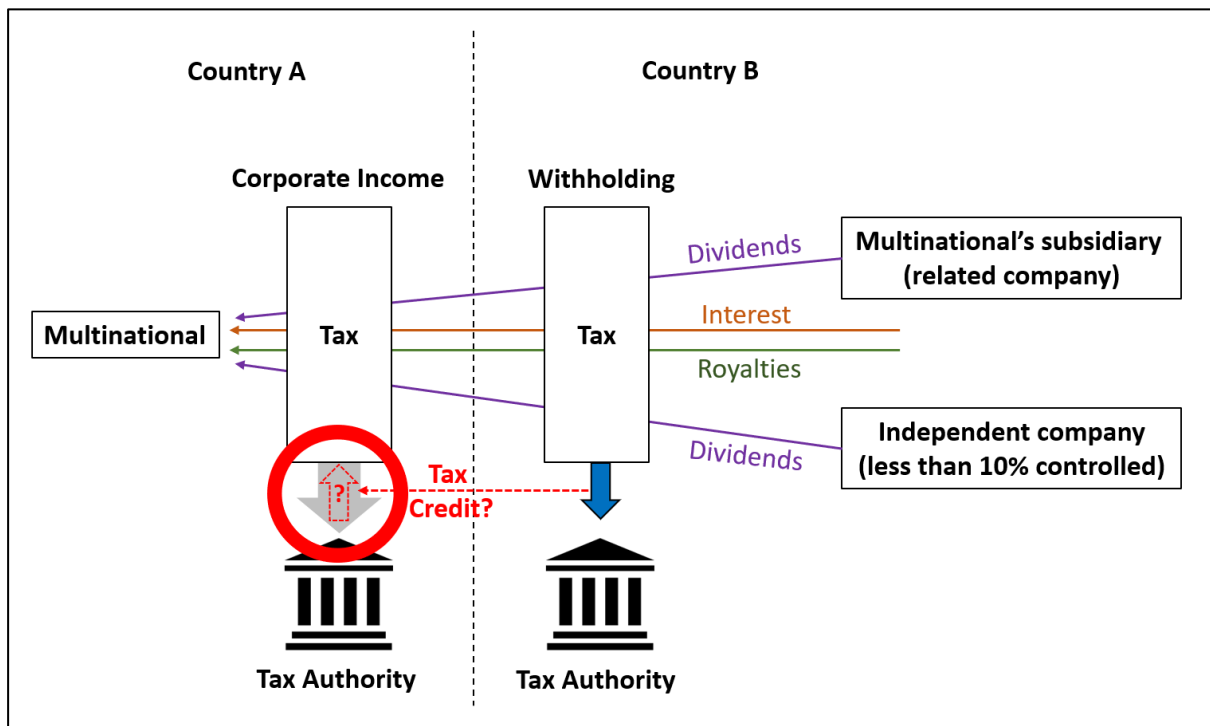 Country A
Country B
Corporate Income
Withholding
Dividends
Multinational’s subsidiary
(related company)
Multinational
Tax
Tax
Interest
Royalties
Dividends
Independent company
(less than 10% controlled)
?
Tax
Credit?
Tax Authority
Tax Authority